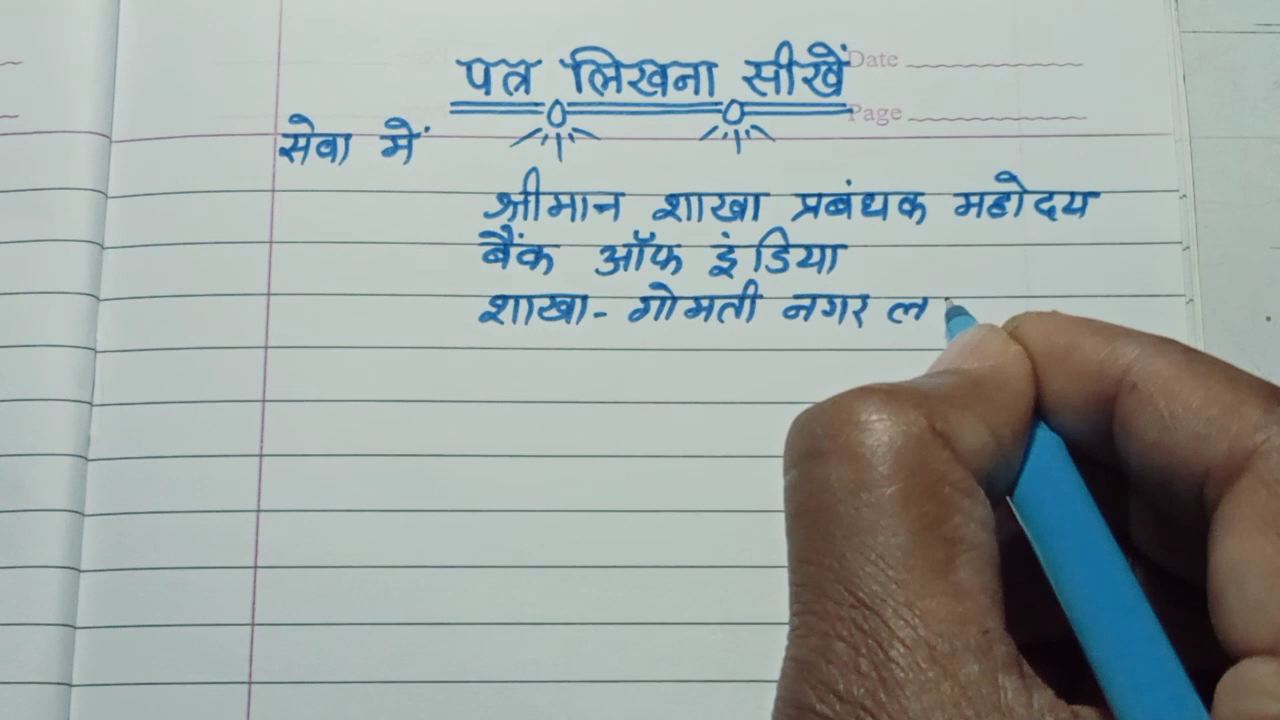 पत्र लिखना सीखें
Date
Page
सेवा में
श्रीमान शाखा प्रबंधक महोदय
बैंक ऑफ इंडिया
शाखा- गोमती नगर ल